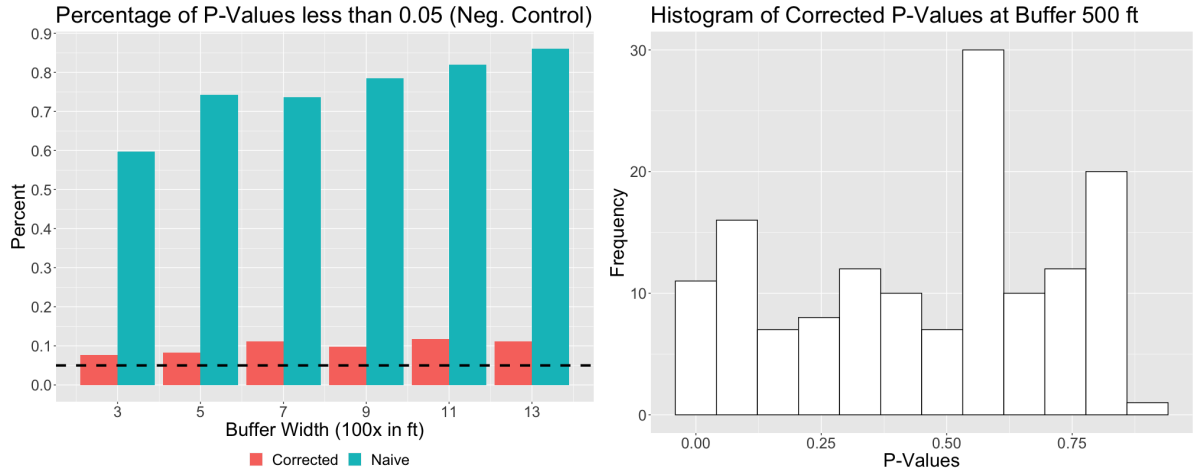 Percentage of P-Values less than 0.05 (Neg. Control)
Percent
0.9
0.8
0.7
0.6
0.5
0.4
0.3
0.2
0.1
0.0
3 5 7 9 11 13
Buffer Width (100x in ft)
Corrected Naive
Histogram of Corrected P-Values at Buffer 500 ft
Frequency
30
20
10
0
0.00 0.25 0.50 0.75
P-Values